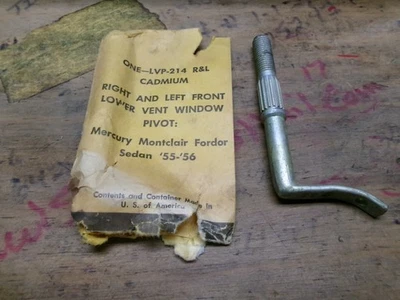 ONE—LVP-214 R&L
CADMIUM
RIGHT AND LEFT FRONT
LOWER VENT WINDOW
PIVOT:
Mercury Montclair Fordor
Sedan '55-'56
Contents and Container Made in
U. S. of America